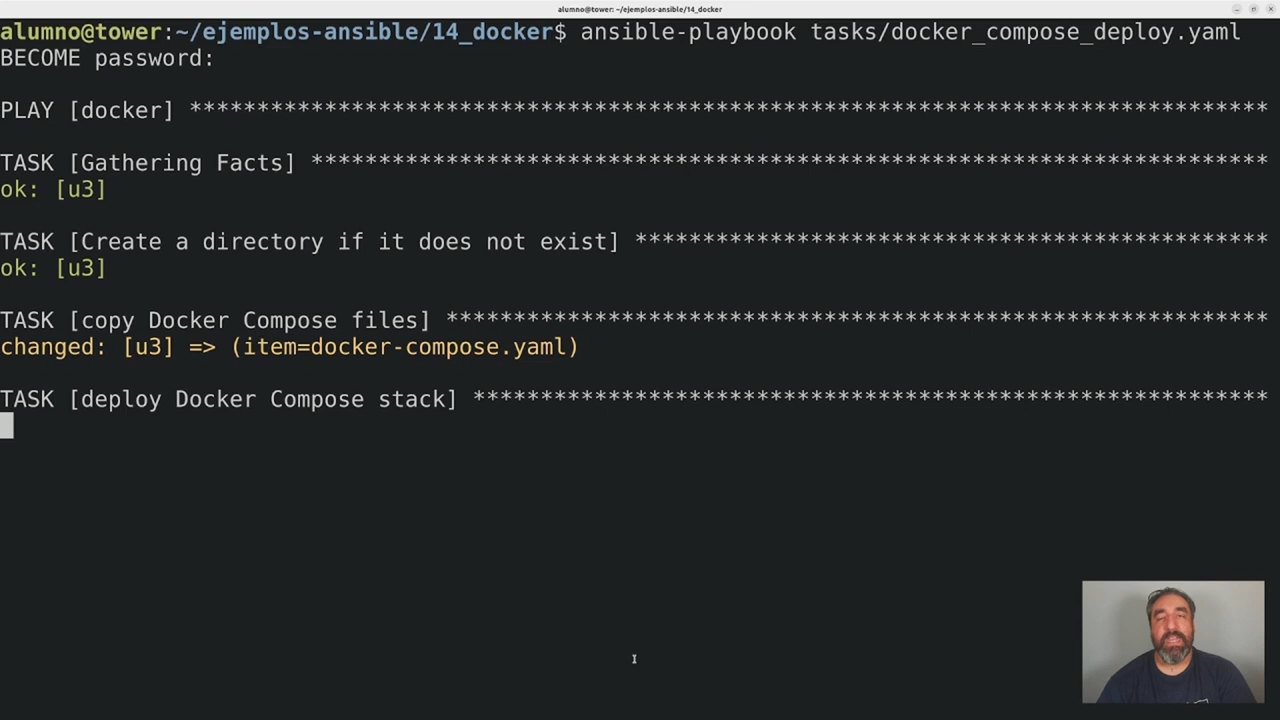 alumno@tower: ~/ejemplos-ansible/14_docker
alumno@tower:~/ejemplos-ansible/14_docker$ ansible-playbook tasks/docker_compose_deploy.yaml
BECOME password:
PLAY [docker] ********************************************************************************
TASK [Gathering Facts] ***********************************************************************
ok: [u3]
TASK [Create a directory if it does not exist] ***********************************************
ok: [u3]
TASK [copy Docker Compose files] *************************************************************
changed: [u3] => (item=docker-compose.yaml)
TASK [deploy Docker Compose stack] ***********************************************************